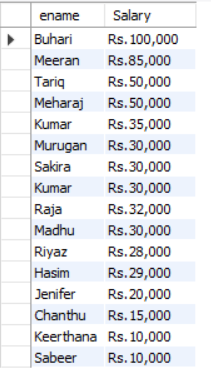 ename Salary
Buhari Rs.100,000
Meeran Rs.85,000
Tariq Rs.50,000
Meharaj Rs.50,000
Kumar Rs.35,000
Murugan Rs.30,000
Sakira Rs.30,000
Kumar Rs.30,000
Raja Rs.32,000
Madhu Rs.30,000
Riyaz Rs.28,000
Hasim Rs.29,000
Jenifer Rs.20,000
Chanthu Rs.15,000
Keerthana Rs.10,000
Sabeer Rs.10,000